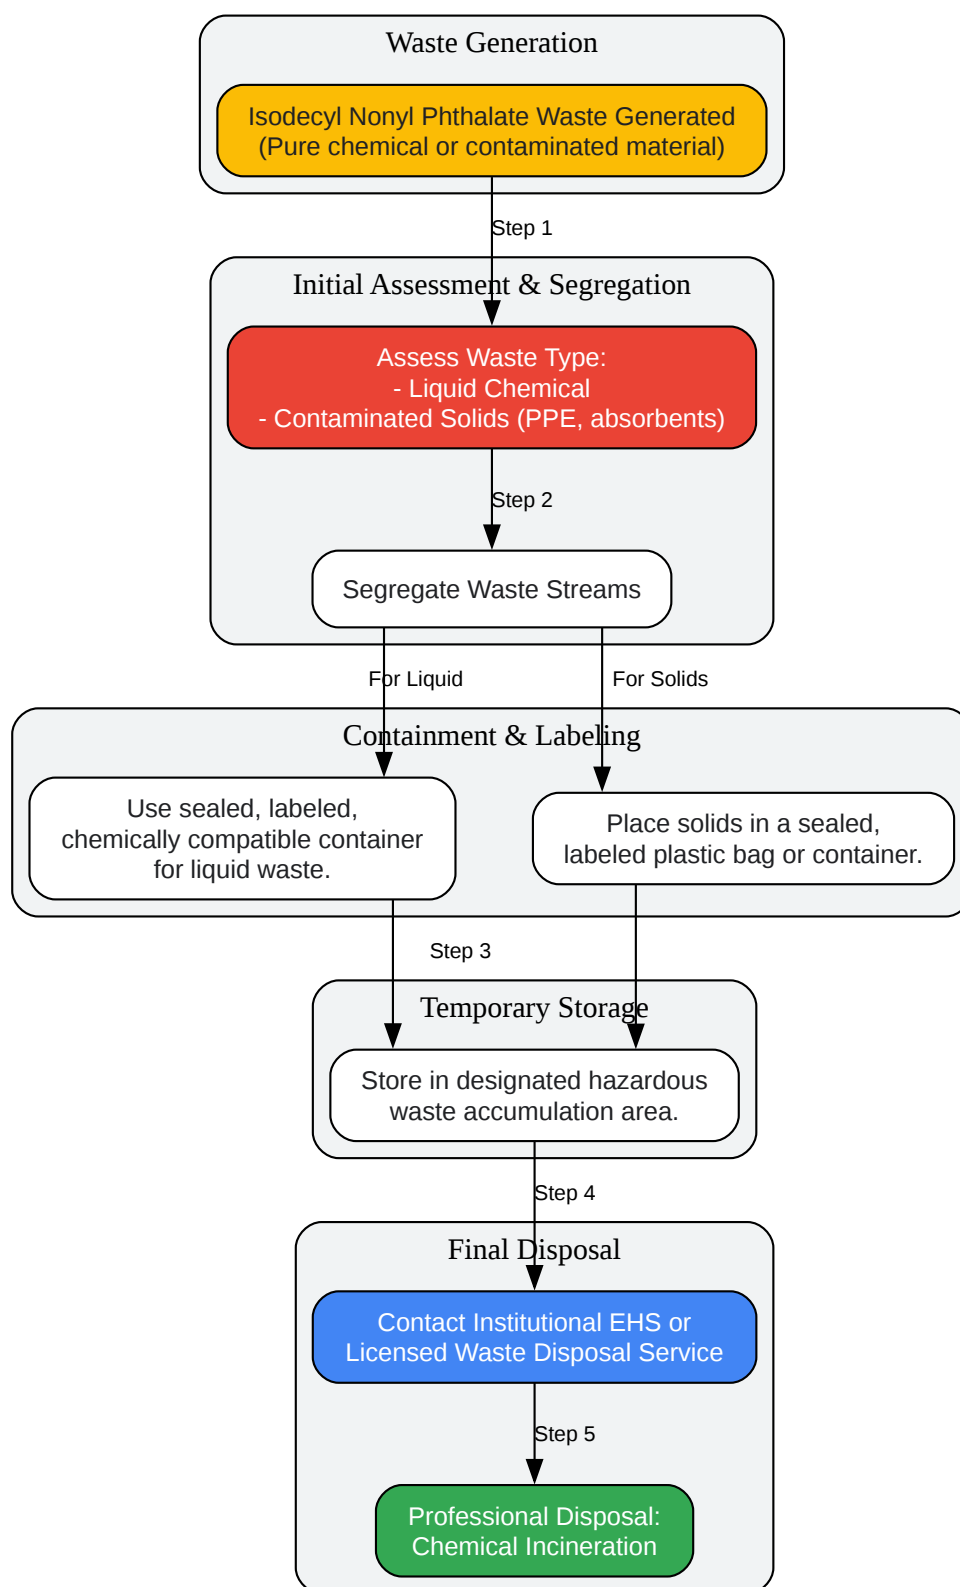 Waste Generation
Isodecyl Nonyl Phthalate Waste Generated
(Pure chemical or contaminated material)
Step 1
Initial Assessment & Segregation
Assess Waste Type:
- Liquid Chemical
- Contaminated Solids (PPE, absorbents)
Step 2
Segregate Waste Streams
For Liquid
For Solids
Containment & Labeling
Use sealed, labeled,
chemically compatible container
for liquid waste.
Place solids in a sealed,
labeled plastic bag or container.
Step 3
Temporary Storage
Store in designated hazardous
waste accumulation area.
Step 4
Final Disposal
Contact Institutional EHS or
Licensed Waste Disposal Service
Step 5
Professional Disposal:
Chemical Incineration